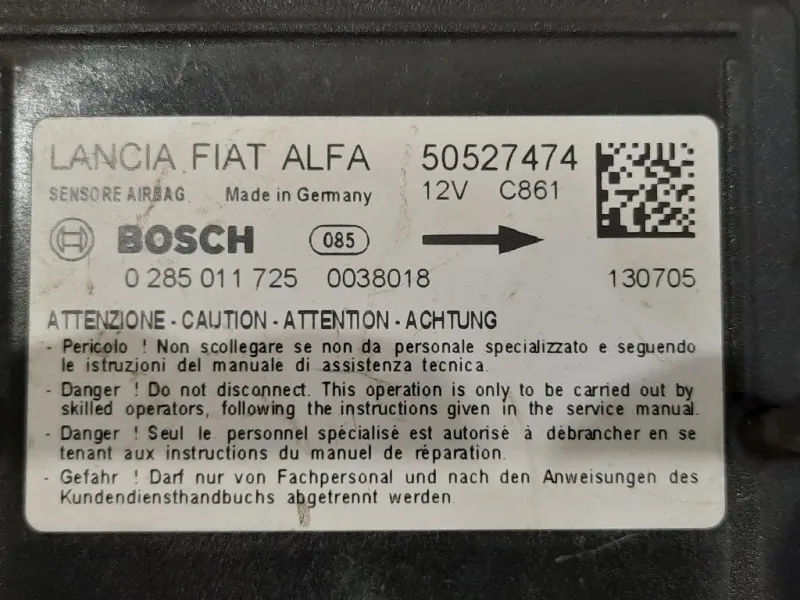 LANCIA FIAT ALFA 50527474
SENSORE AIRBAG Made in Germany 12V C861
BOSCH 085
0 285 011 725 0038018 130705
ATTENZIONE - CAUTION - ATTENTION - ACHTUNG
- Pericolo ! Non scollegare se non da personale specializzato e seguendo
le istruzioni del manuale di assistenza tecnica.
- Danger ! Do not disconnect. This operation is only to be carried out by
skilled operators, following the instructions given in the service manual.
- Danger ! Seul le personnel spécialisé est autorisé à débrancher en se
tenant aux instructions du manuel de réparation.
- Gefahr ! Darf nur von Fachpersonal und nach den Anweisungen des
Kundendiensthandbuchs abgetrennt werden.